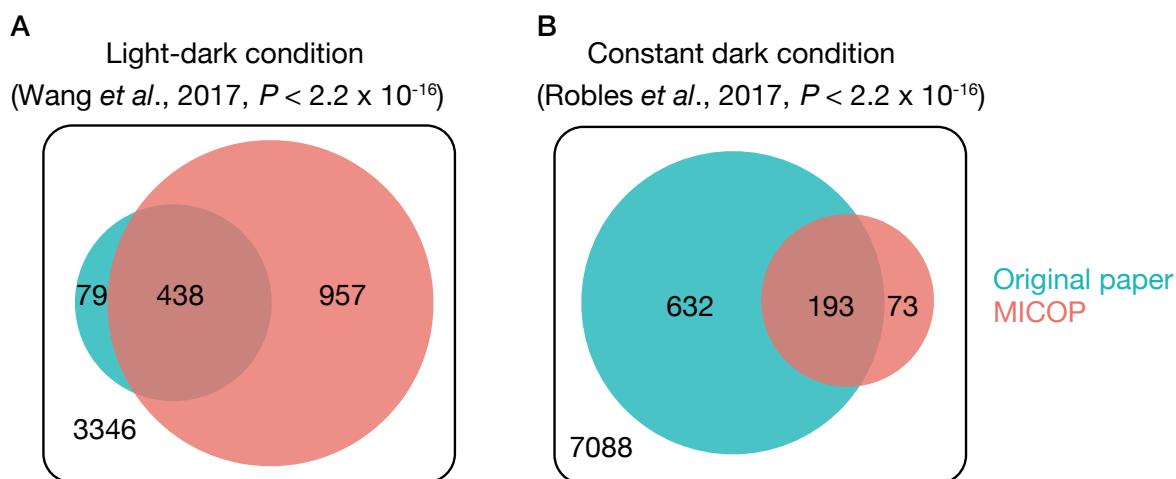 A
Light-dark condition
(Wang et al., 2017, P < 2.2 x 10⁻¹⁶)
79
438
957
3346
B
Constant dark condition
(Robles et al., 2017, P < 2.2 x 10⁻¹⁶)
632
193
73
7088
Original paper
MICOP